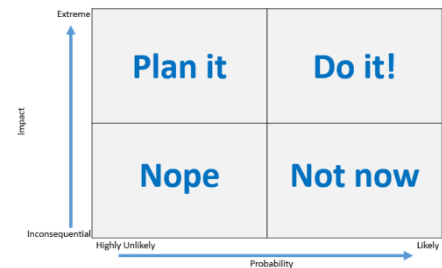 Extreme
Plan it
Do it!
Impact
Nope
Not now
Inconsequential
Highly Unlikely
Likely
Probability